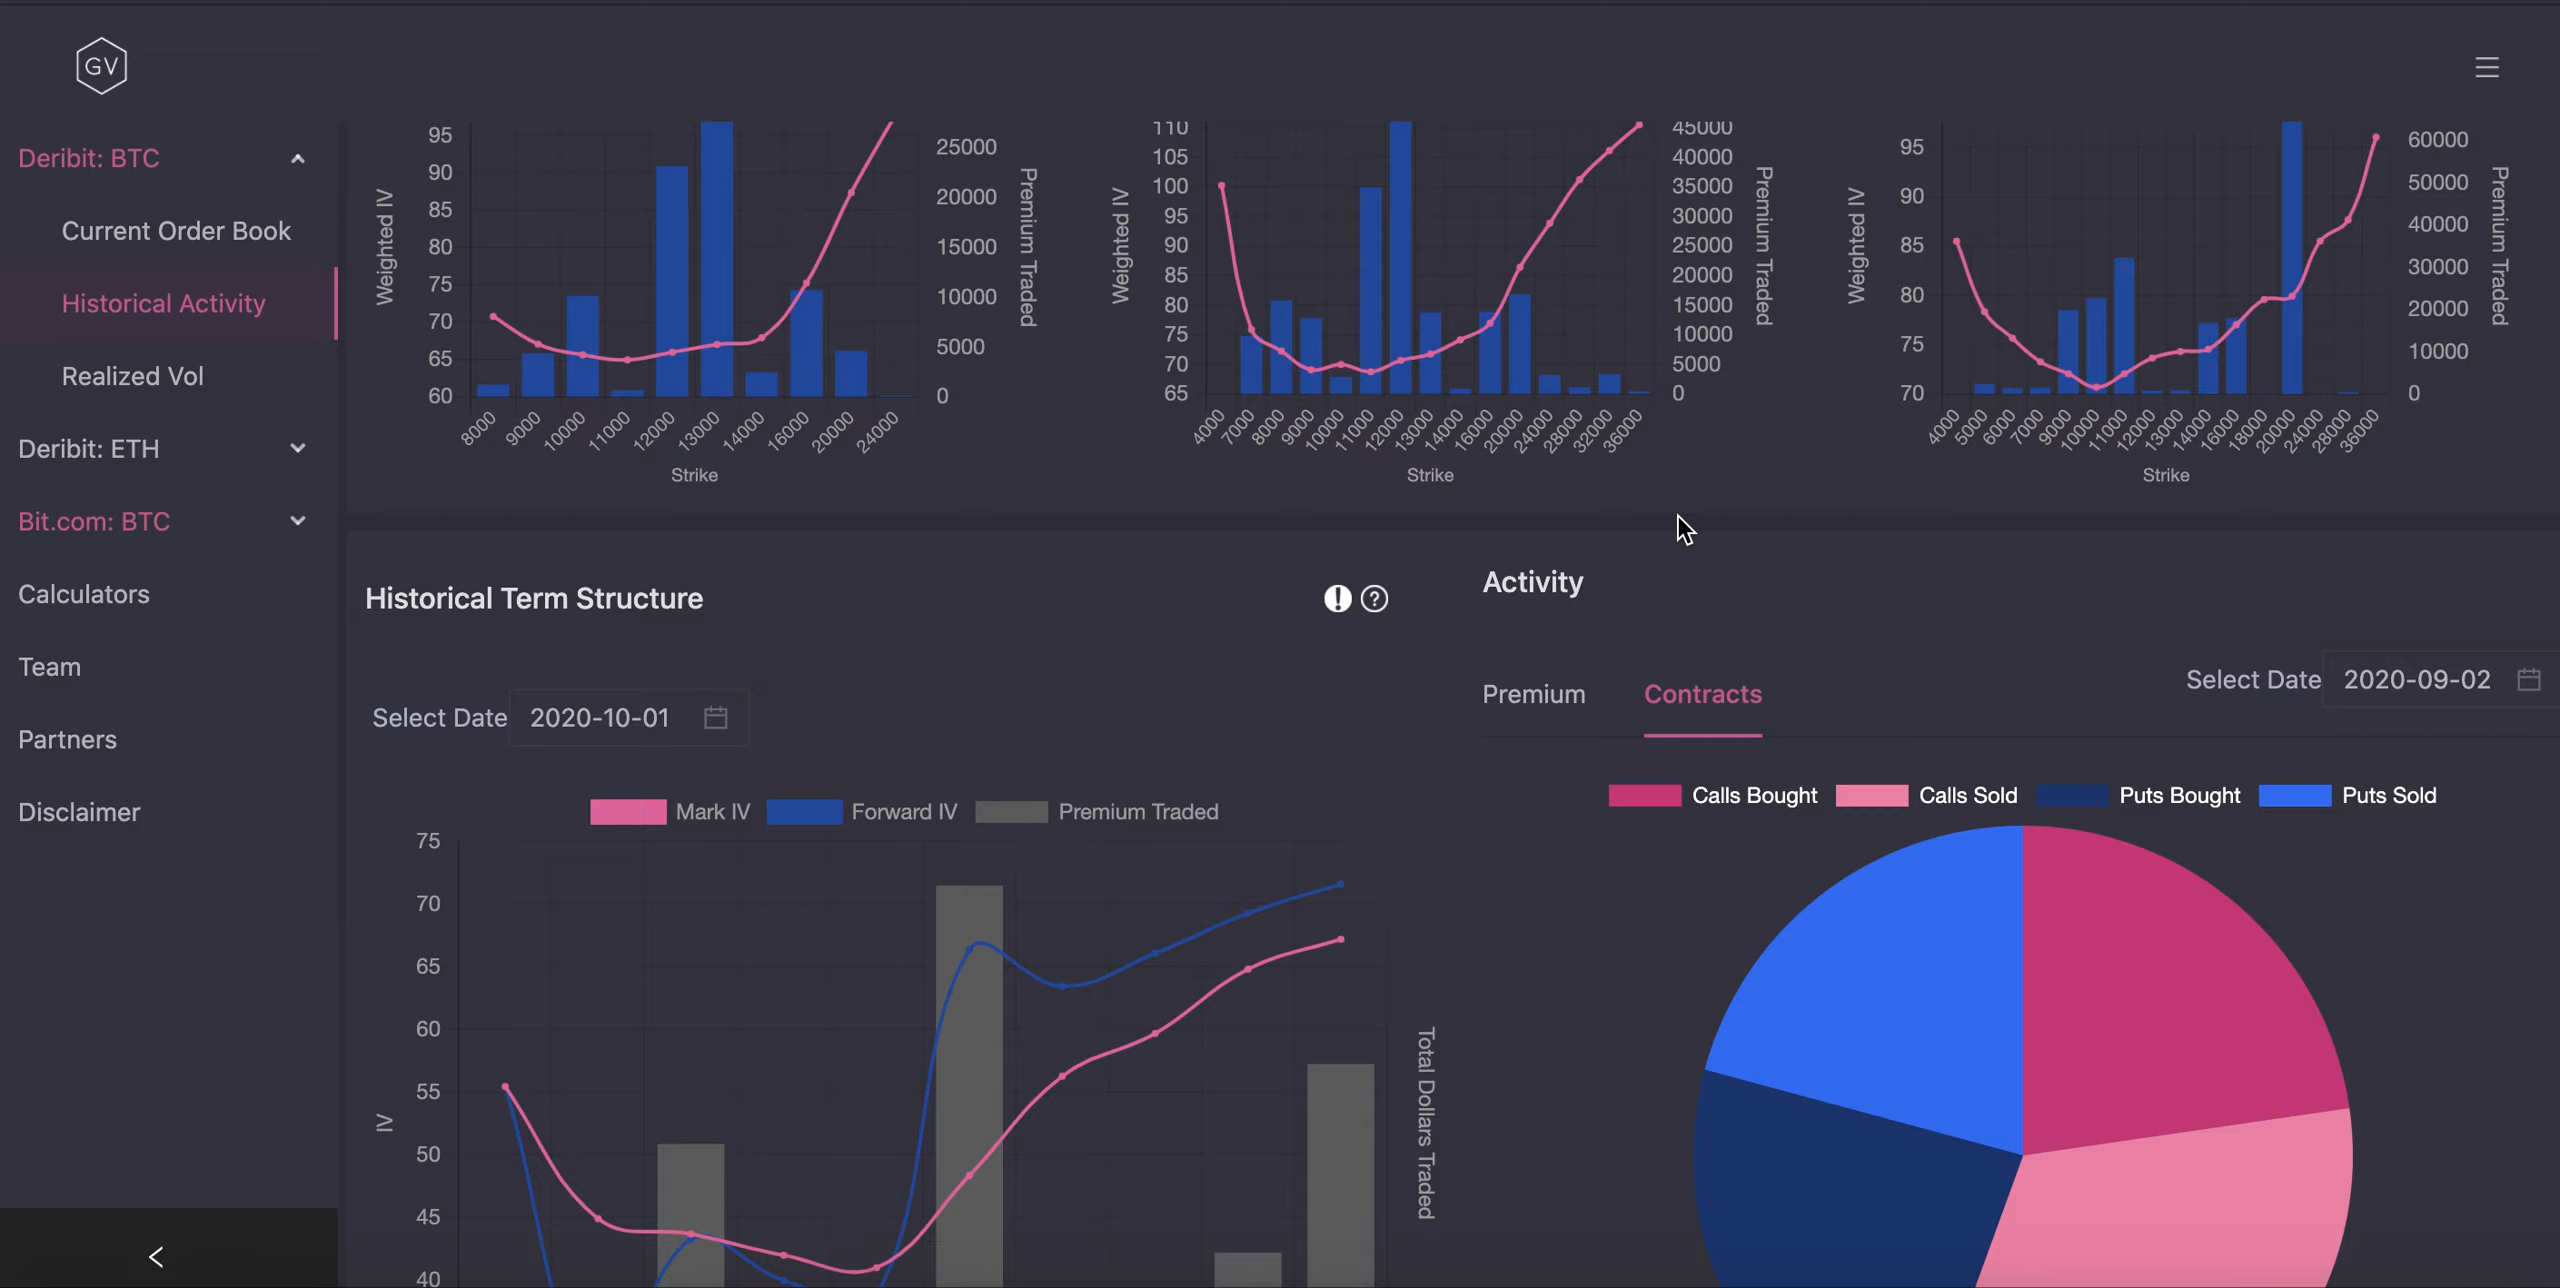 GV
Deribit: BTC
Current Order Book
Historical Activity
Realized Vol
Deribit: ETH
Bit.com: BTC
Calculators
Team
Partners
Disclaimer
Weighted IV
95
90
85
80
75
70
65
60
25000
20000
15000
10000
5000
0
Premium Traded
8000 9000 10000 11000 12000 13000 14000 16000 20000 24000
Strike
Weighted IV
110
105
100
95
90
85
80
75
70
65
45000
40000
35000
30000
25000
20000
15000
10000
5000
0
Premium Traded
4000 7000 8000 9000 10000 11000 12000 13000 14000 16000 20000 24000 28000 32000 36000
Strike
Weighted IV
95
90
85
80
75
70
60000
50000
40000
30000
20000
10000
0
Premium Traded
4000 5000 6000 7000 9000 10000 11000 12000 13000 14000 16000 18000 20000 24000 28000 36000
Strike
Historical Term Structure
Select Date 2020-10-01
Mark IV Forward IV Premium Traded
75
70
65
60
55
50
45
40
IV
Total Dollars Traded
Activity
Premium Contracts
Select Date 2020-09-02
Calls Bought Calls Sold Puts Bought Puts Sold